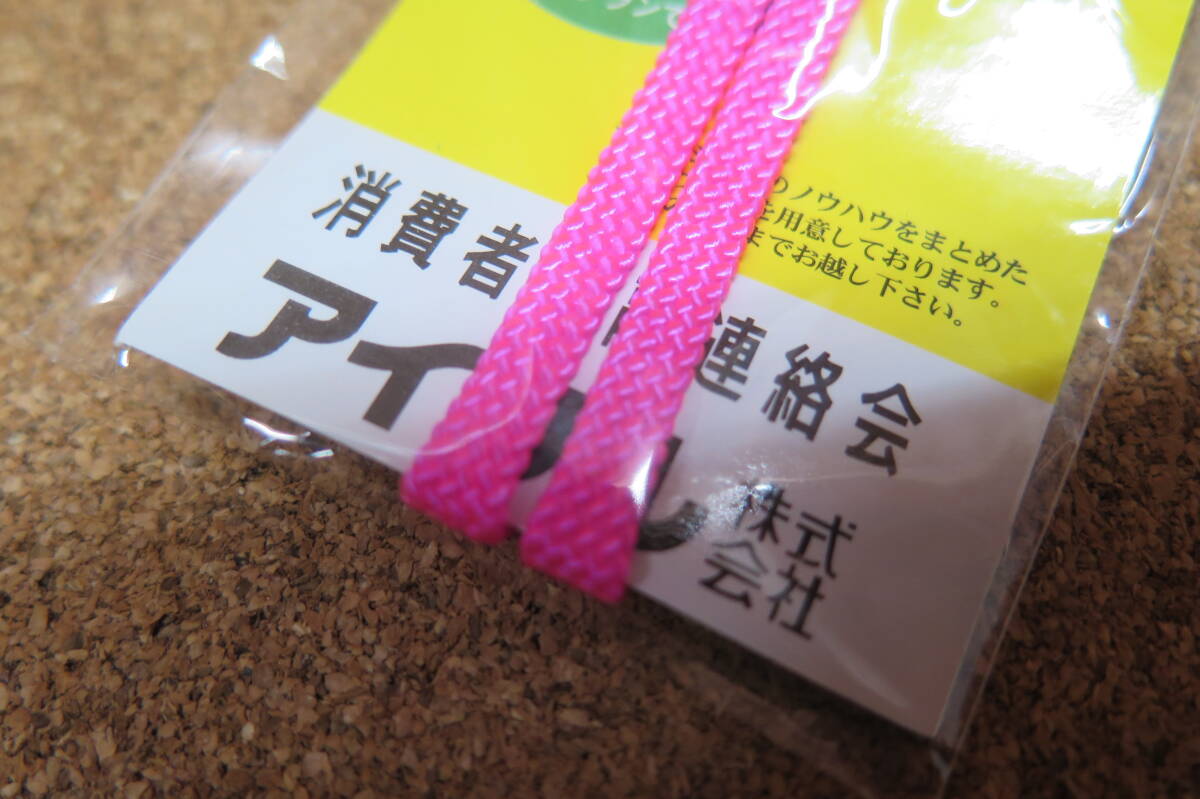 のノウハウをまとめた
を用意しております。
までお越し下さい。
消費者 連絡会
アイフル
株式
会社